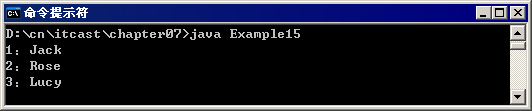 命令提示符
D:\cn\itcast\chapter07>java Example15
1：Jack
2：Rose
3：Lucy